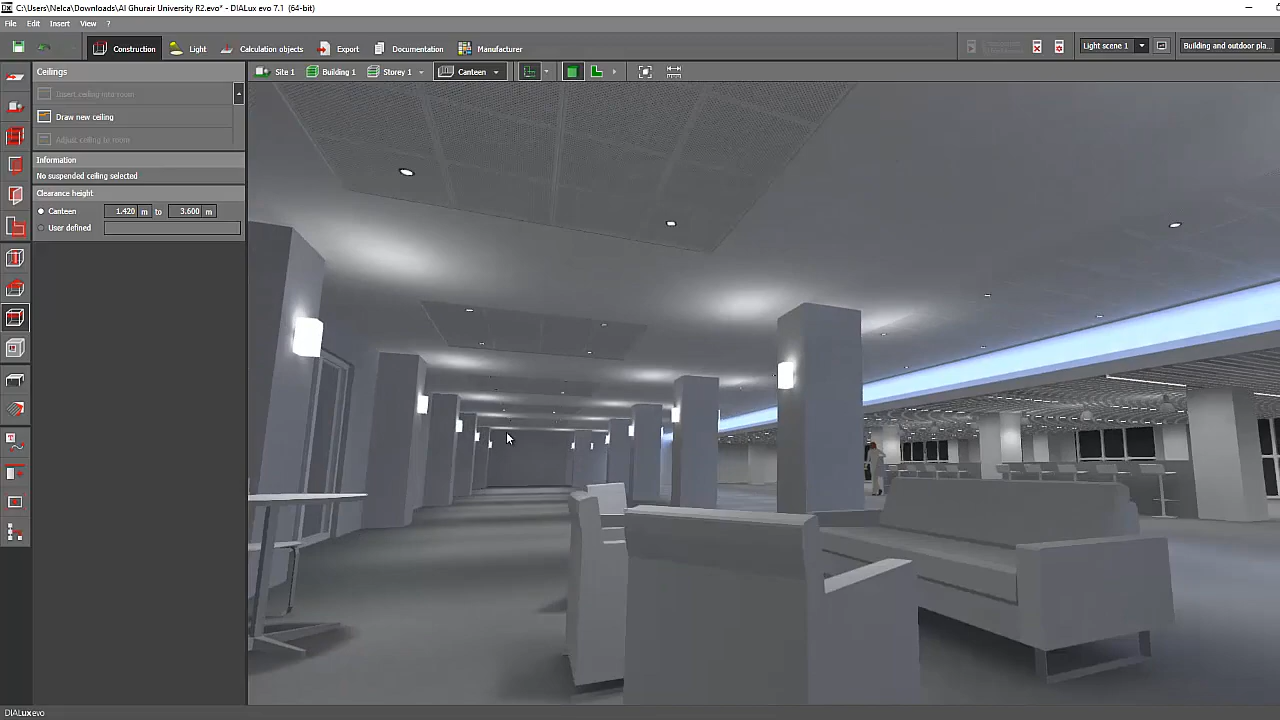 C:\Users\Nelca\Downloads\Al Ghurair University R2.evo* - DIALux evo 7.1 (64-bit)
File Edit Insert View ?
Construction Light Calculation objects Export Documentation Manufacturer Light scene 1 Building and outdoor pla...
Ceilings Site 1 Building 1 Storey 1 Canteen
Insert ceiling into room
Draw new ceiling
Adjust ceiling to room
Information
No suspended ceiling selected
Clearance height
Canteen 1.420 m to 3.600 m
User defined
DIALux evo